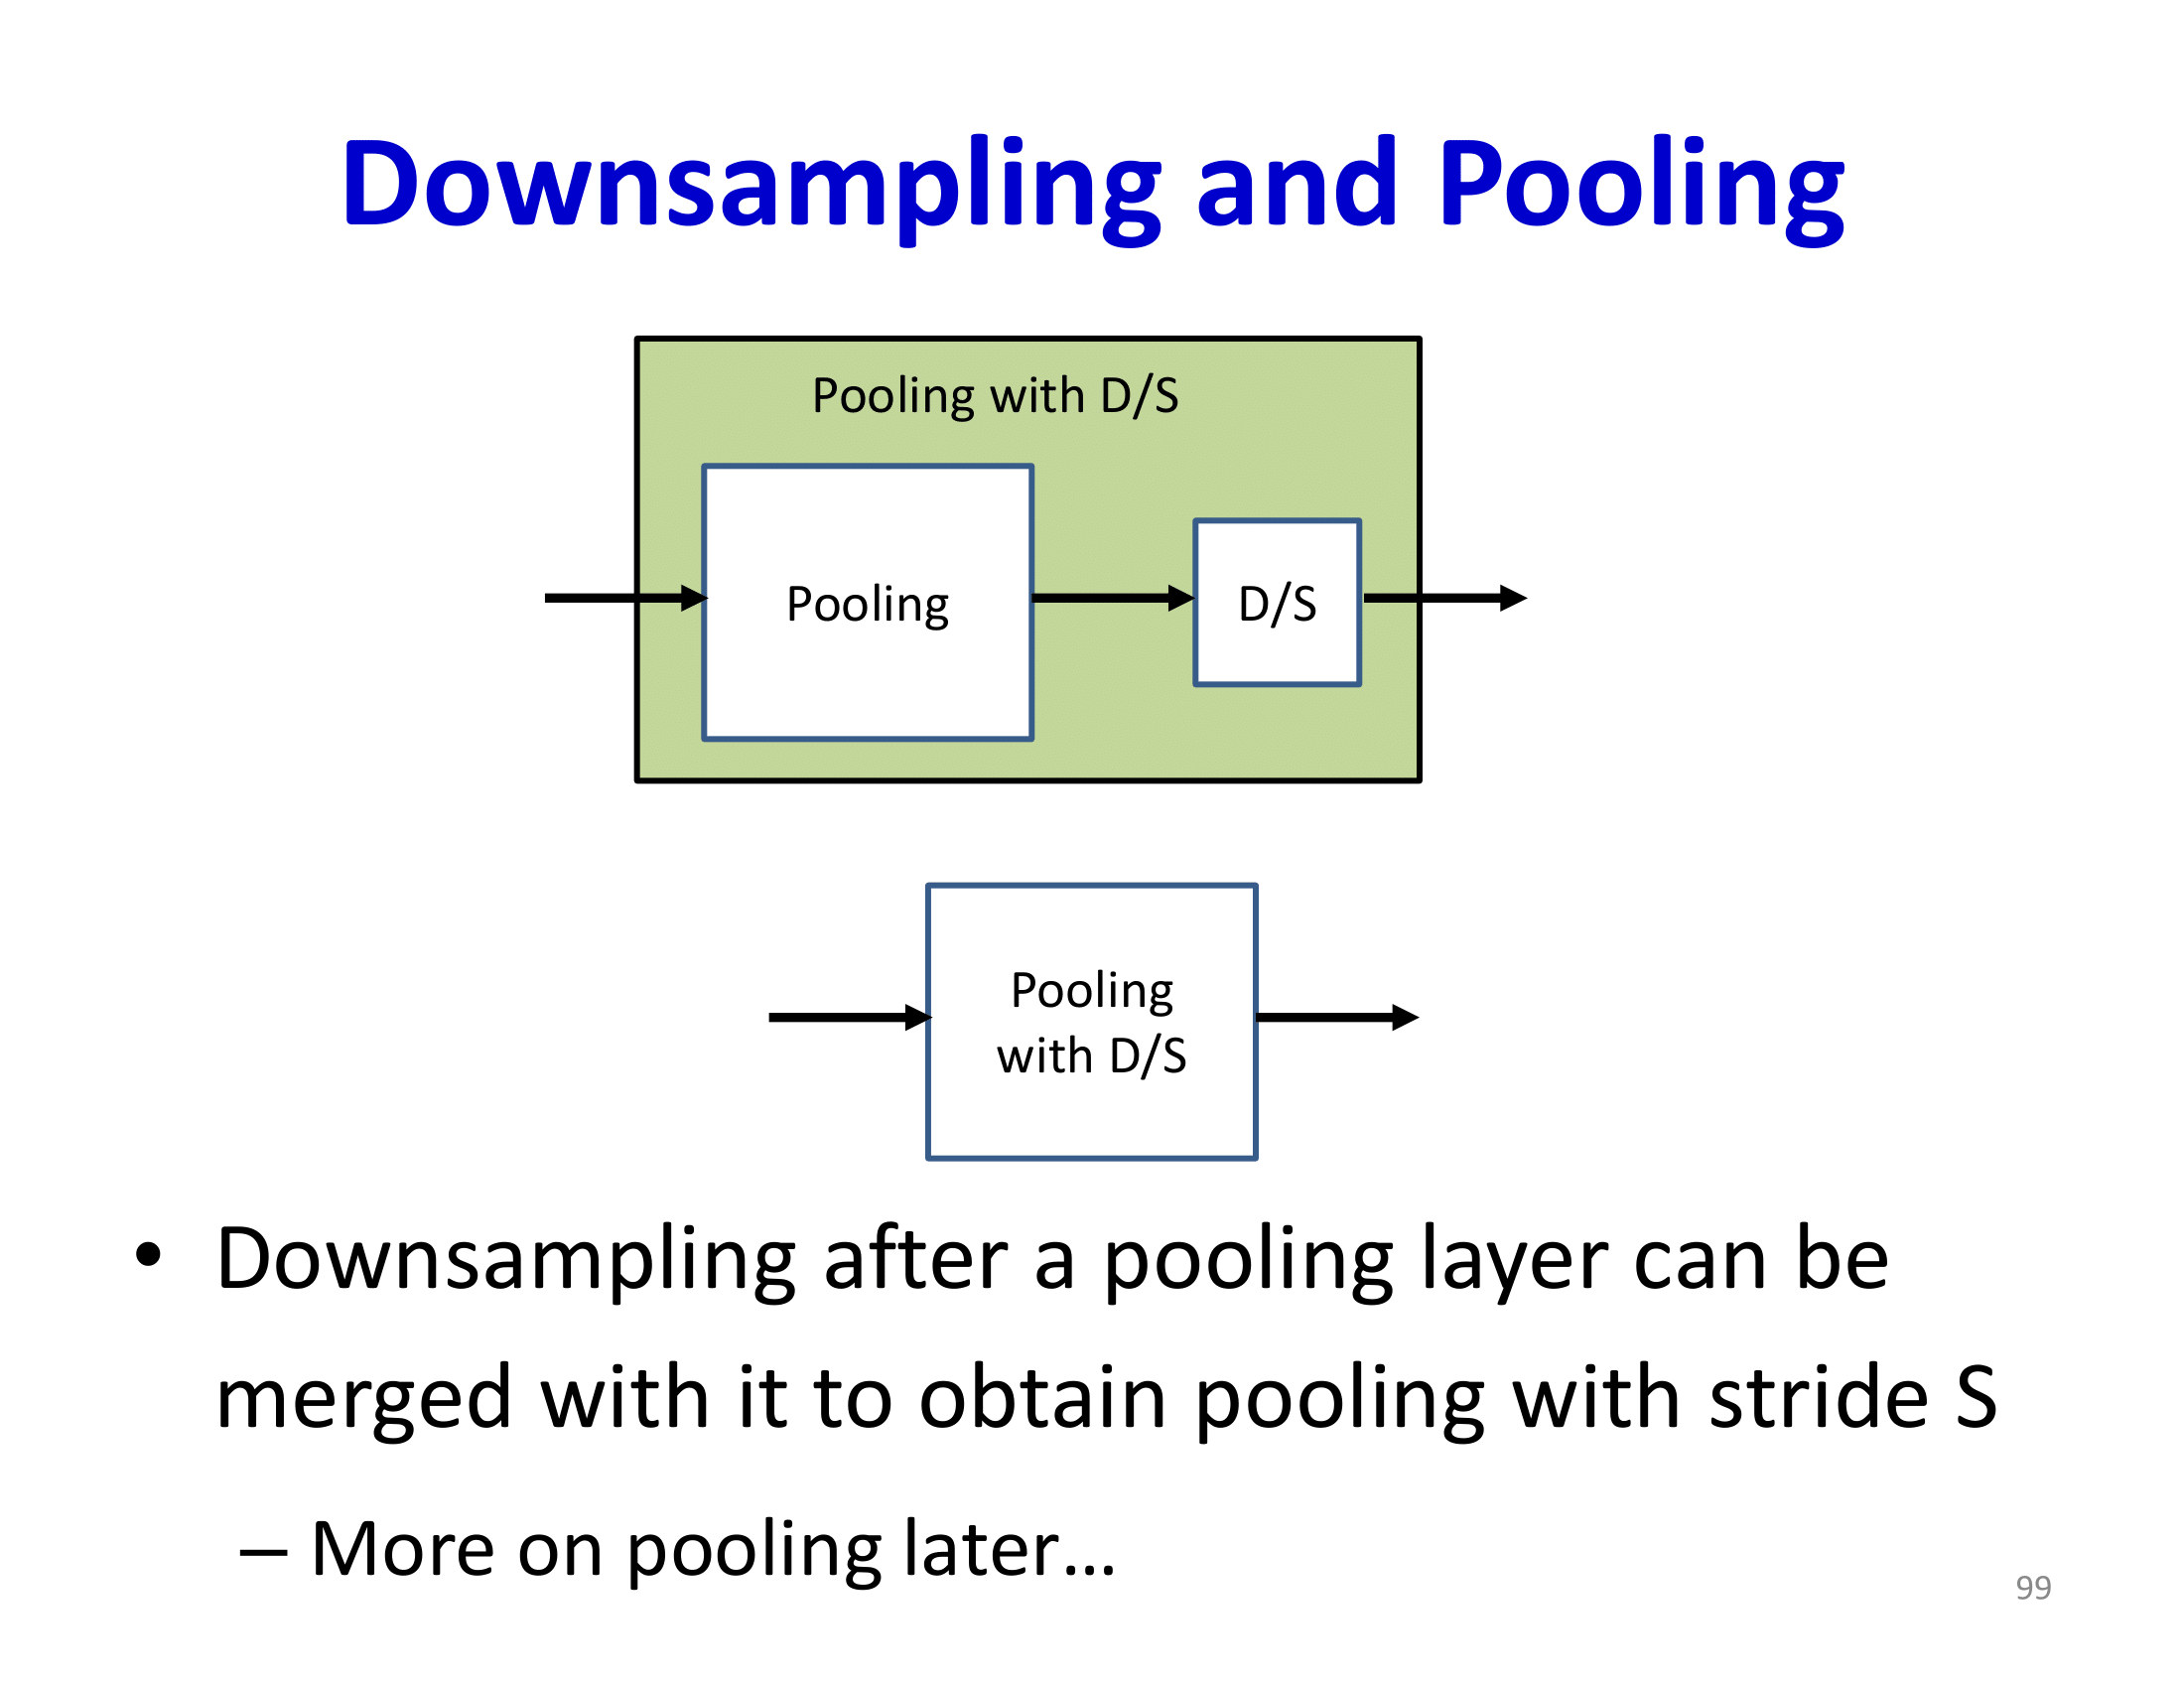 Downsampling and Pooling
Pooling with D/S
Pooling
D/S
Pooling
with D/S
• Downsampling after a pooling layer can be
merged with it to obtain pooling with stride S
– More on pooling later…
99